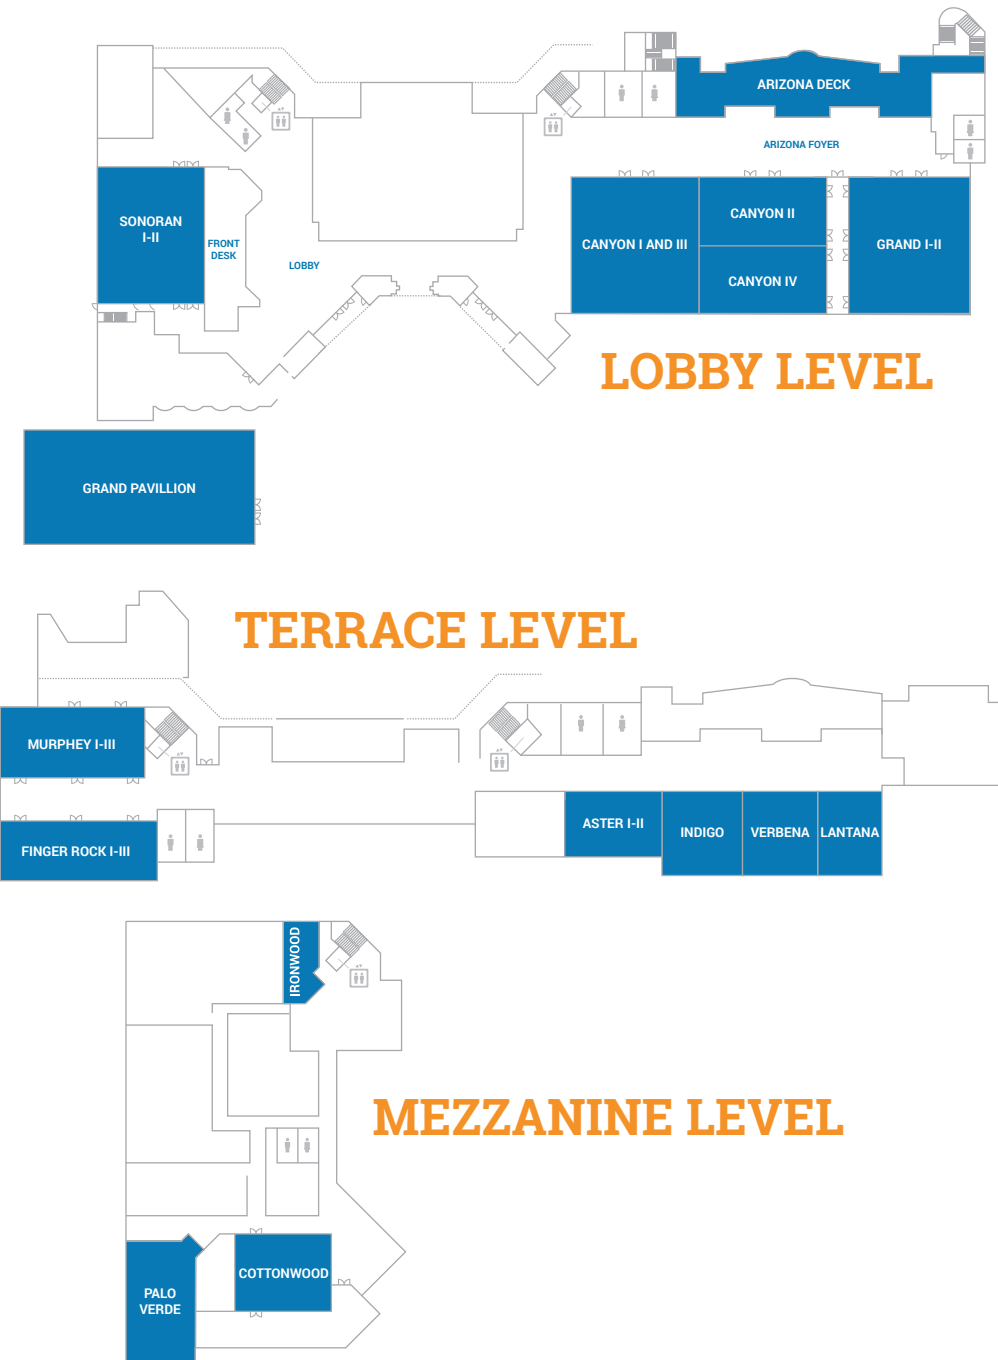 ARIZONA DECK
ARIZONA FOYER
SONORAN
I-II
FRONT
DESK
LOBBY
CANYON I AND III
CANYON II
CANYON IV
GRAND I-II
LOBBY LEVEL
GRAND PAVILLION
TERRACE LEVEL
MURPHEY I-III
FINGER ROCK I-III
ASTER I-II
INDIGO
VERBENA
LANTANA
IRONWOOD
MEZZANINE LEVEL
COTTONWOOD
PALO
VERDE